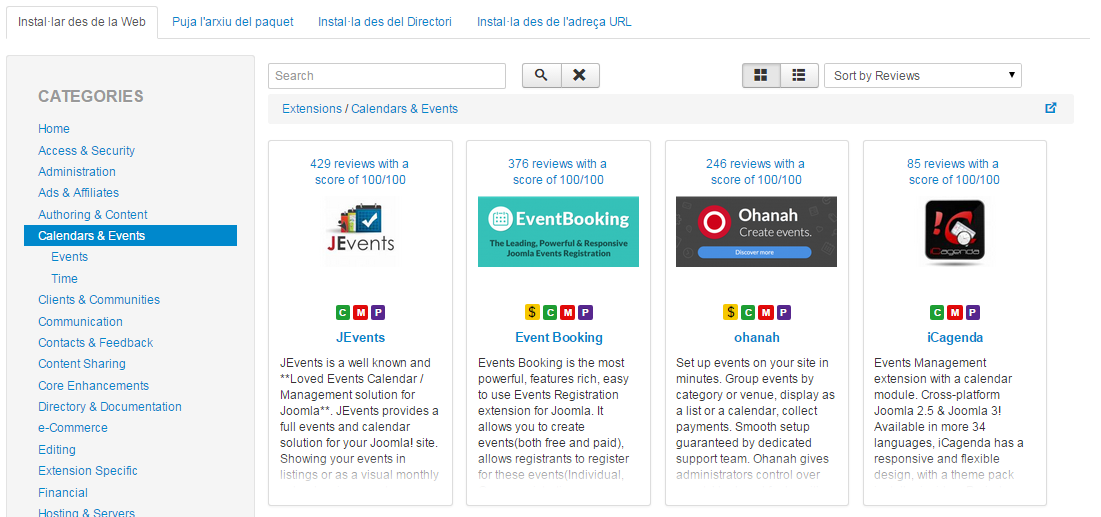 Instal·lar des de la Web
Puja l'arxiu del paquet
Instal·la des del Directori
Instal·la des de l'adreça URL
CATEGORIES
Home
Access & Security
Administration
Ads & Affiliates
Authoring & Content
Calendars & Events
Events
Time
Clients & Communities
Communication
Contacts & Feedback
Content Sharing
Core Enhancements
Directory & Documentation
e-Commerce
Editing
Extension Specific
Financial
Hosting & Servers
Search
Sort by Reviews
Extensions / Calendars & Events
429 reviews with a
score of 100/100
JEvents
C M P
JEvents
JEvents is a well known and
**Loved Events Calendar /
Management solution for
Joomla**. JEvents provides a
full events and calendar
solution for your Joomla! site.
Showing your events in
listings or as a visual monthly
376 reviews with a
score of 100/100
EventBooking
The Leading, Powerful & Responsive
Joomla Events Registration
$ C M P
Event Booking
Events Booking is the most
powerful, features rich, easy
to use Events Registration
extension for Joomla. It
allows you to create
events(both free and paid),
allows registrants to register
for these events(Individual,
246 reviews with a
score of 100/100
Ohanah
Create events.
Discover more
$ C M P
ohanah
Set up events on your site in
minutes. Group events by
category or venue, display as
a list or a calendar, collect
payments. Smooth setup
guaranteed by dedicated
support team. Ohanah gives
administrators control over
85 reviews with a
score of 100/100
iCagenda
C M P
iCagenda
Events Management
extension with a calendar
module. Cross-platform
Joomla 2.5 & Joomla 3!
Available in more 34
languages, iCagenda has a
responsive and flexible
design, with a theme pack